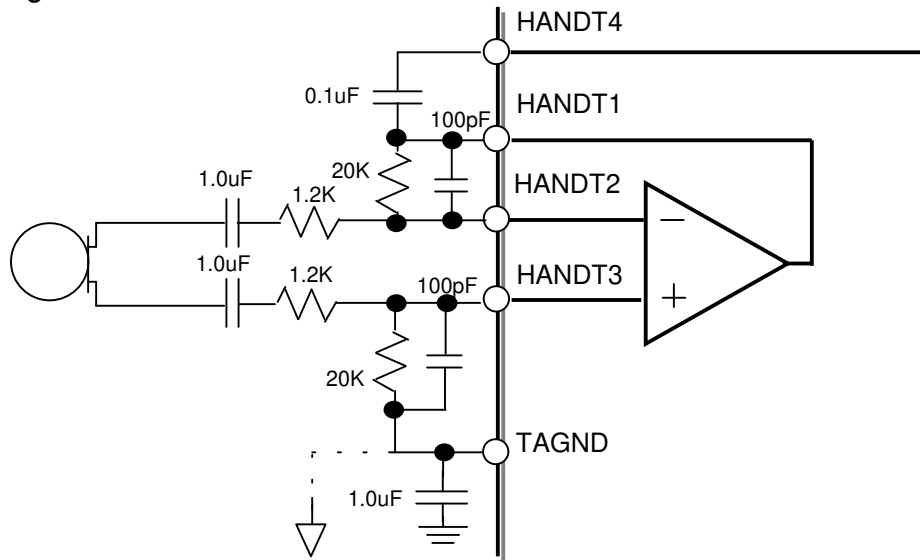 g
HANDT4
0.1uF
HANDT1
100pF
20K
HANDT2
1.0uF
1.2K
−
1.0uF
1.2K
100pF
HANDT3
+
20K
TAGND
1.0uF